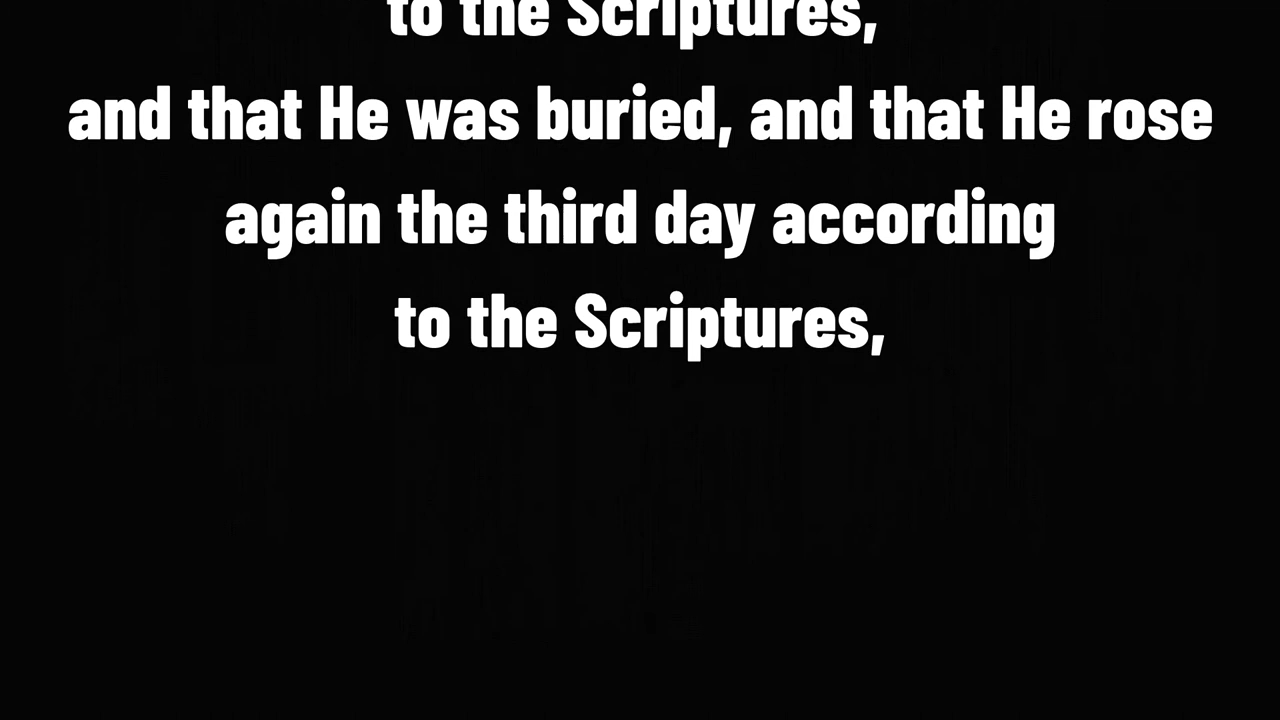 to the Scriptures,
and that He was buried, and that He rose
again the third day according
to the Scriptures,